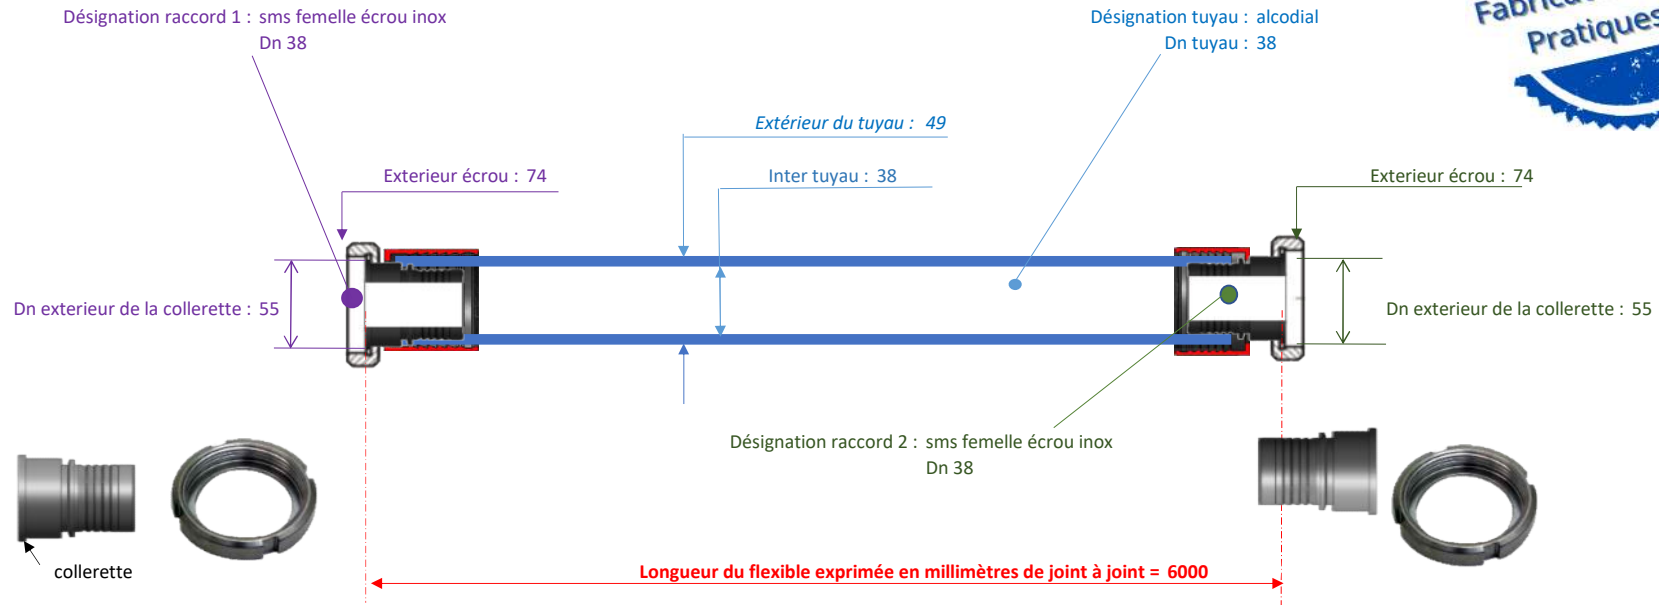 Désignation raccord 1 : sms femelle écrou inox
Dn 38
Désignation tuyau : alcodial
Dn tuyau : 38
Pratiques
Extérieur du tuyau : 49
Exterieur écrou : 74
Inter tuyau : 38
Exterieur écrou : 74
Dn exterieur de la collerette : 55
Dn exterieur de la collerette : 55
Désignation raccord 2 : sms femelle écrou inox
Dn 38
collerette
Longueur du flexible exprimée en millimètres de joint à joint = 6000